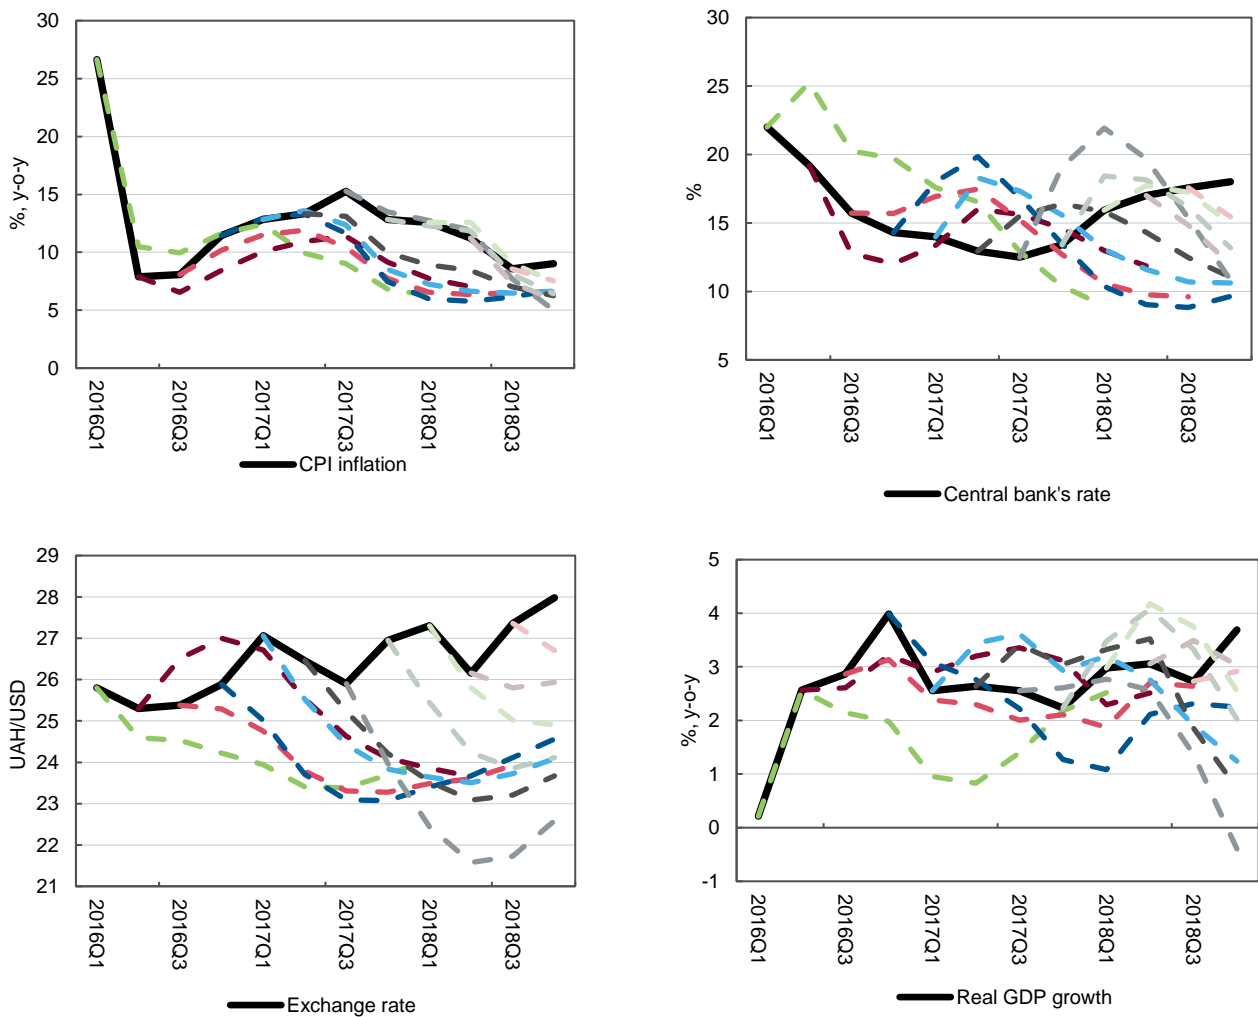 30
25
20
15
10
5
0
%, y-o-y
2016Q1
2016Q3
2017Q1
2017Q3
2018Q1
2018Q3
CPI inflation
30
25
20
15
10
5
%
2016Q1
2016Q3
2017Q1
2017Q3
2018Q1
2018Q3
Central bank's rate
29
28
27
26
25
24
23
22
21
UAH/USD
2016Q1
2016Q3
2017Q1
2017Q3
2018Q1
2018Q3
Exchange rate
5
4
3
2
1
0
-1
%, y-o-y
2016Q1
2016Q3
2017Q1
2017Q3
2018Q1
2018Q3
Real GDP growth